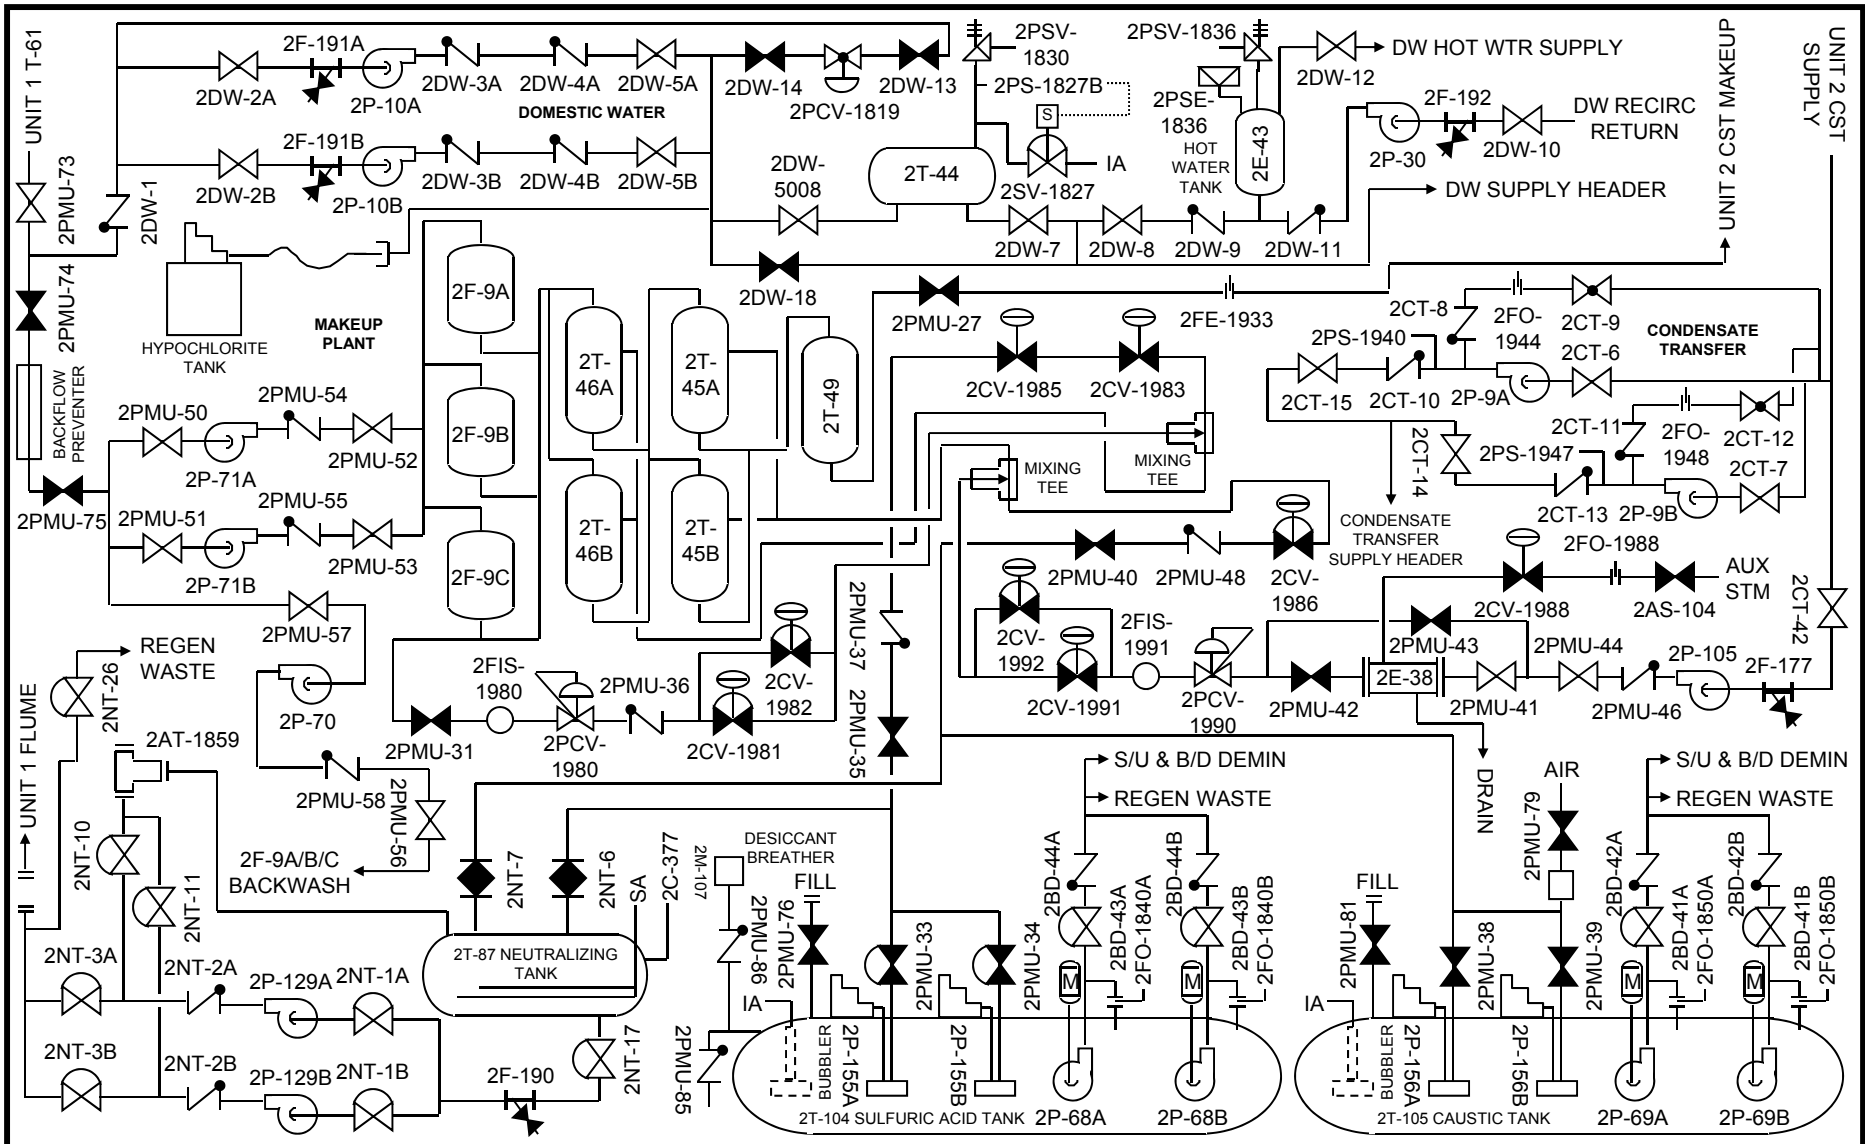 UNIT 1 T-61
2PMU-73
2DW-1
2F-191A
2DW-2A
2P-10A
2DW-3A
2DW-4A
2DW-5A
DOMESTIC WATER
2DW-14
2PCV-1819
2DW-13
2F-191B
2DW-2B
2P-10B
2DW-3B
2DW-4B
2DW-5B
2PSV-
1830
2PS-1827B
S
IA
2SV-1827
2T-44
2DW-
5008
2DW-7
2DW-18
2PSV-1836
2PSE-
1836
HOT
WATER
TANK
2E-43
2DW-12
DW HOT WTR SUPPLY
2P-30
2F-192
2DW-10
DW RECIRC
RETURN
DW SUPPLY HEADER
2DW-8
2DW-9
2DW-11
UNIT 2 CST MAKEUP
UNIT 2 CST
SUPPLY
2PMU-74
HYPOCHLORITE
TANK
MAKEUP
PLANT
BACKFLOW
PREVENTER
2PMU-75
2PMU-50
2P-71A
2PMU-54
2PMU-52
2PMU-51
2P-71B
2PMU-55
2PMU-53
2PMU-57
2F-9A
2F-9B
2F-9C
2T-
46A
2T-
46B
2T-
45A
2T-
45B
2T-49
2PMU-27
2FE-1933
2CV-1985
2CV-1983
MIXING
TEE
MIXING
TEE
2PMU-40
2PMU-48
2CV-
1986
2CT-8
2FO-
1944
2CT-9
CONDENSATE
TRANSFER
2PS-1940
2CT-15
2CT-10
2P-9A
2CT-6
2CT-14
2CT-11
2FO-
1948
2CT-12
2PS-1947
2CT-13
2P-9B
2CT-7
CONDENSATE
TRANSFER
SUPPLY HEADER
2FO-1988
2CV-1988
2AS-104
AUX
STM
2CT-42
REGEN
WASTE
2NT-26
UNIT 1 FLUME
2P-70
2PMU-58
2PMU-56
2F-9A/B/C
BACKWASH
2PMU-31
2FIS-
1980
2PCV-
1980
2PMU-36
2CV-1981
2CV-
1982
2PMU-37
2PMU-35
2CV-
1992
2CV-1991
2FIS-
1991
2PCV-
1990
2PMU-42
2E-38
2PMU-43
2PMU-41
2PMU-44
2PMU-46
2P-105
2F-177
DRAIN
2AT-1859
2NT-10
2NT-11
2NT-3A
2NT-2A
2P-129A
2NT-1A
2NT-3B
2NT-2B
2P-129B
2NT-1B
2F-190
2NT-17
2NT-7
2NT-6
SA
2C-377
2T-87 NEUTRALIZING
TANK
2M-107
DESICCANT
BREATHER
2PMU-86
2PMU-85
FILL
2PMU-76
IA
BUBBLER
2P-155A
2PMU-33
2P-155B
2PMU-34
S/U & B/D DEMIN
REGEN WASTE
2BD-44A
2BD-43A
2FO-1840A
M
2P-68A
2BD-44B
2BD-43B
2FO-1840B
M
2P-68B
2T-104 SULFURIC ACID TANK
FILL
2PMU-81
IA
BUBBLER
2P-156A
2PMU-38
AIR
2PMU-79
2P-156B
2PMU-39
S/U & B/D DEMIN
REGEN WASTE
2BD-42A
2BD-41A
2FO-1850A
M
2P-69A
2BD-42B
2BD-41B
2FO-1850B
M
2P-69B
2T-105 CAUSTIC TANK